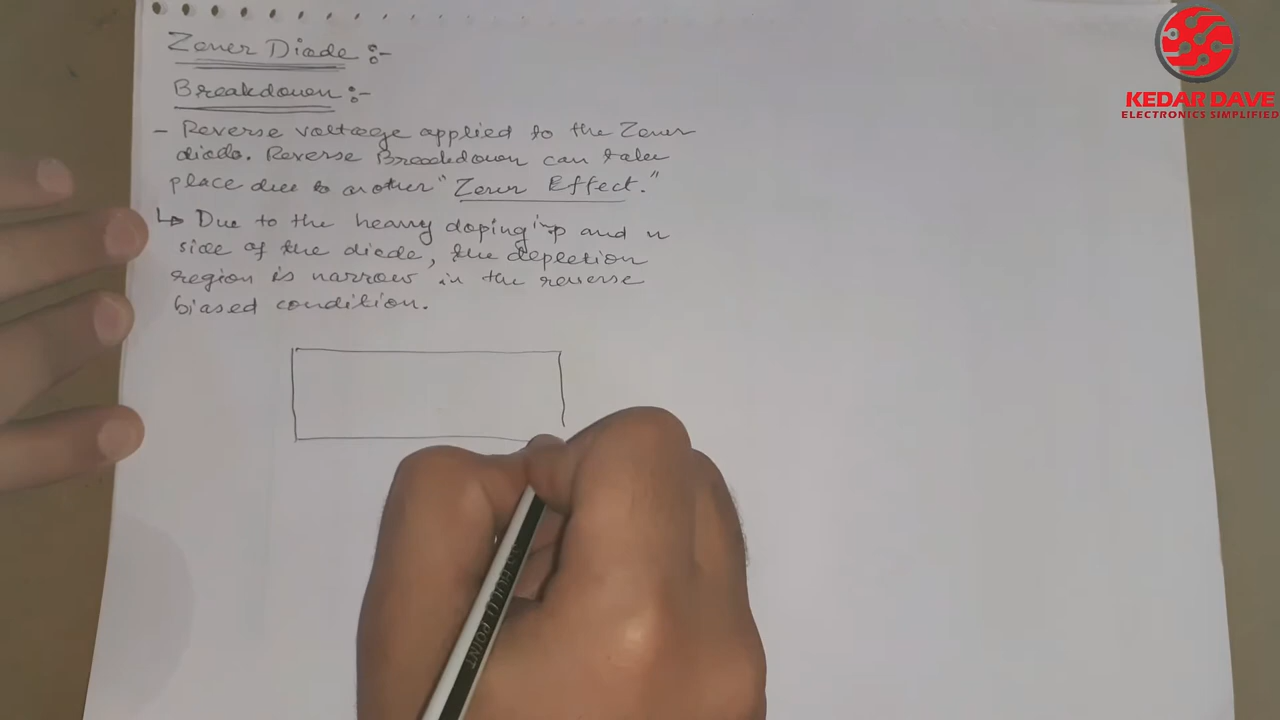 Zener Diode :-
Breakdown :-
- Reverse voltage applied to the Zener
diode. Reverse Breakdown can take
place due to another "Zener Effect."
↳ Due to the heavy doping in p and n
side of the diode, the depletion
region is narrow in the reverse
biased condition.
KEDAR DAVE
ELECTRONICS SIMPLIFIED
POINT